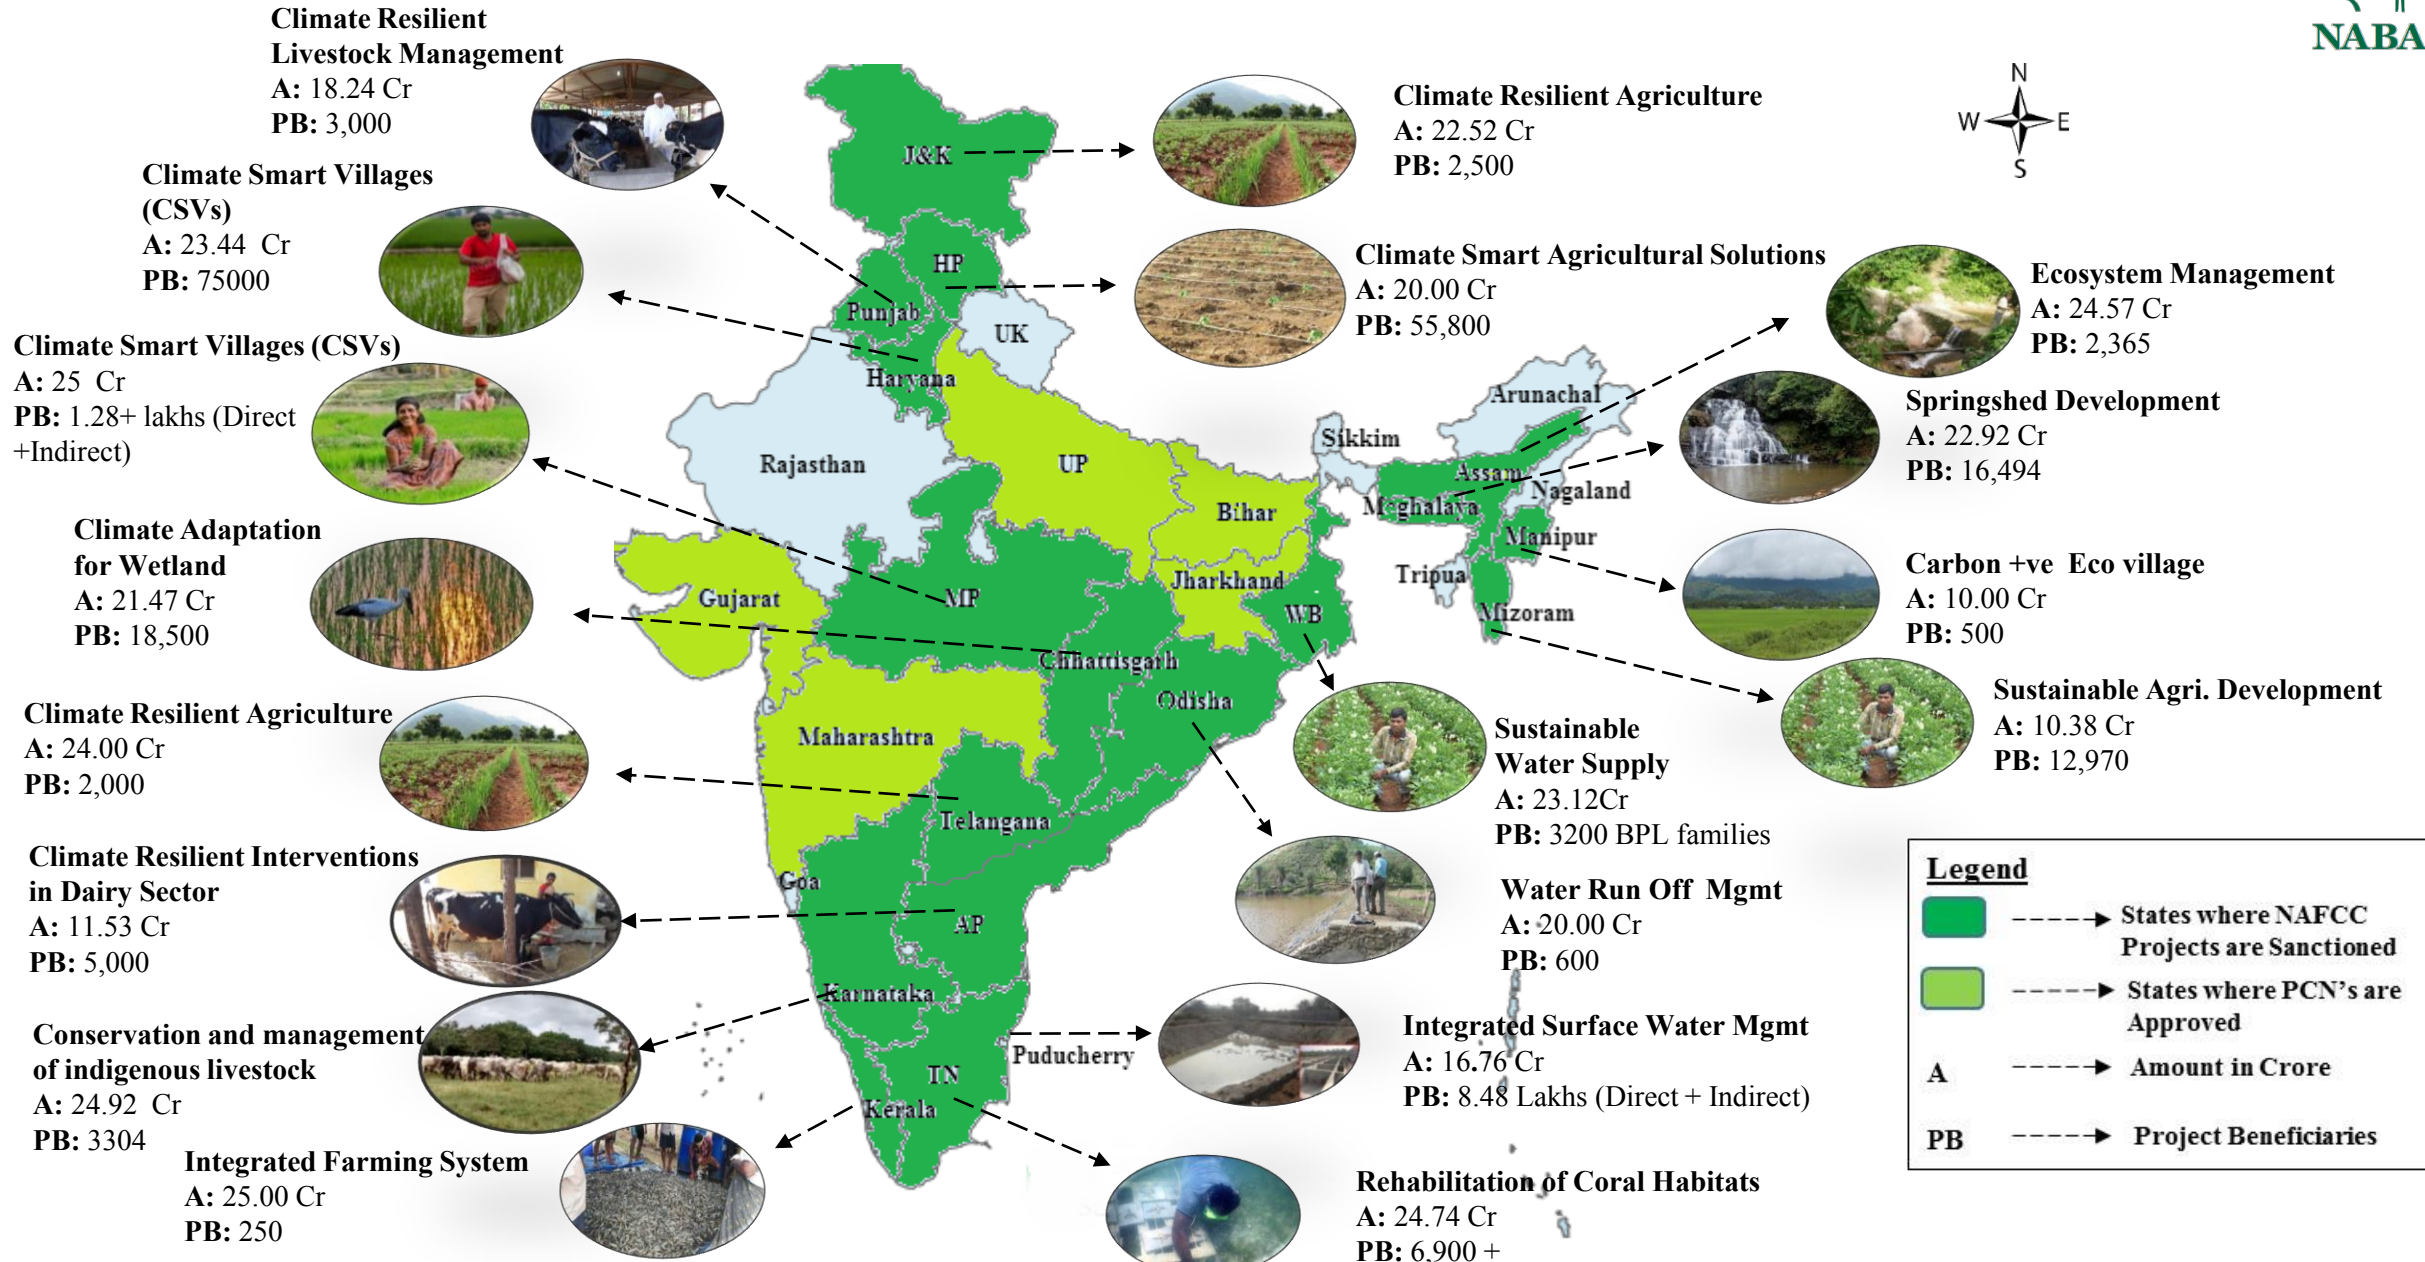 NABA
Climate Resilient
Livestock Management
A: 18.24 Cr
PB: 3,000
Climate Smart Villages
(CSVs)
A: 23.44 Cr
PB: 75000
Climate Smart Villages (CSVs)
A: 25 Cr
PB: 1.28+ lakhs (Direct
+Indirect)
Climate Adaptation
for Wetland
A: 21.47 Cr
PB: 18,500
Climate Resilient Agriculture
A: 24.00 Cr
PB: 2,000
Climate Resilient Interventions
in Dairy Sector
A: 11.53 Cr
PB: 5,000
Conservation and management
of indigenous livestock
A: 24.92 Cr
PB: 3304
Integrated Farming System
A: 25.00 Cr
PB: 250
J&K
HP
Punjab
UK
Haryana
Rajasthan
UP
Bihar
Sikkim
Arunachal
Assam
Nagaland
Meghalaya
Manipur
Tripua
Mizoram
Jharkhand
WB
Gujarat
MP
Chhattisgarh
Odisha
Maharashtra
Telangana
Goa
AP
Karnataka
Puducherry
TN
Kerala
Climate Resilient Agriculture
A: 22.52 Cr
PB: 2,500
Climate Smart Agricultural Solutions
A: 20.00 Cr
PB: 55,800
N
W
E
S
Ecosystem Management
A: 24.57 Cr
PB: 2,365
Springshed Development
A: 22.92 Cr
PB: 16,494
Carbon +ve Eco village
A: 10.00 Cr
PB: 500
Sustainable Agri. Development
A: 10.38 Cr
PB: 12,970
Sustainable
Water Supply
A: 23.12Cr
PB: 3200 BPL families
Water Run Off Mgmt
A: 20.00 Cr
PB: 600
Integrated Surface Water Mgmt
A: 16.76 Cr
PB: 8.48 Lakhs (Direct + Indirect)
Rehabilitation of Coral Habitats
A: 24.74 Cr
PB: 6,900 +
Legend
States where NAFCC
Projects are Sanctioned
States where PCN's are
Approved
A
Amount in Crore
PB
Project Beneficiaries